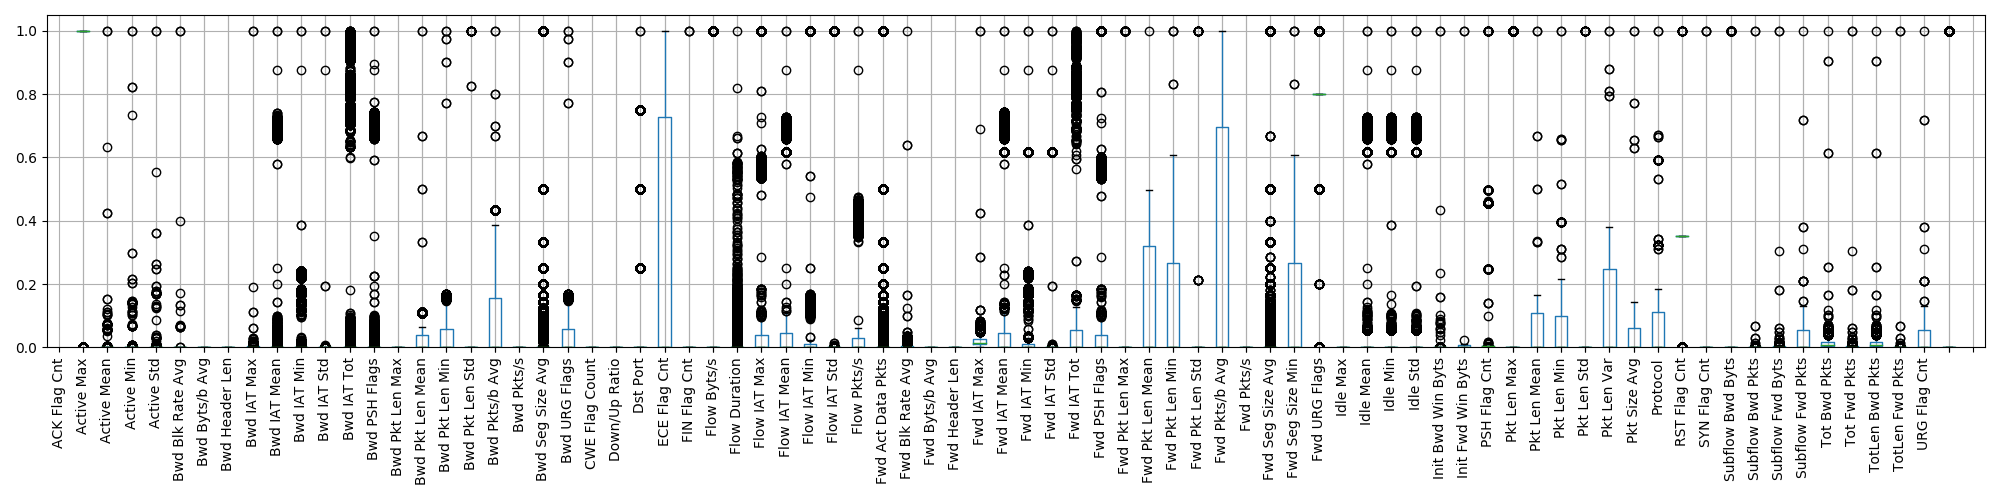 1.0
0.8
0.6
0.4
0.2
0.0
ACK Flag Cnt
Active Max
Active Mean
Active Min
Active Std
Bwd Blk Rate Avg
Bwd Byts/b Avg
Bwd Header Len
Bwd IAT Max
Bwd IAT Mean
Bwd IAT Min
Bwd IAT Std
Bwd IAT Tot
Bwd PSH Flags
Bwd Pkt Len Max
Bwd Pkt Len Mean
Bwd Pkt Len Min
Bwd Pkt Len Std
Bwd Pkts/b Avg
Bwd Pkts/s
Bwd Seg Size Avg
Bwd URG Flags
CWE Flag Count
Down/Up Ratio
Dst Port
ECE Flag Cnt
FIN Flag Cnt
Flow Byts/s
Flow Duration
Flow IAT Max
Flow IAT Mean
Flow IAT Min
Flow IAT Std
Flow Pkts/s
Fwd Act Data Pkts
Fwd Blk Rate Avg
Fwd Byts/b Avg
Fwd Header Len
Fwd IAT Max
Fwd IAT Mean
Fwd IAT Min
Fwd IAT Std
Fwd IAT Tot
Fwd PSH Flags
Fwd Pkt Len Max
Fwd Pkt Len Mean
Fwd Pkt Len Min
Fwd Pkt Len Std
Fwd Pkts/b Avg
Fwd Pkts/s
Fwd Seg Size Avg
Fwd Seg Size Min
Fwd URG Flags
Idle Max
Idle Mean
Idle Min
Idle Std
Init Bwd Win Byts
Init Fwd Win Byts
PSH Flag Cnt
Pkt Len Max
Pkt Len Mean
Pkt Len Min
Pkt Len Std
Pkt Len Var
Pkt Size Avg
Protocol
RST Flag Cnt
SYN Flag Cnt
Subflow Bwd Byts
Subflow Bwd Pkts
Subflow Fwd Byts
Subflow Fwd Pkts
Tot Bwd Pkts
Tot Fwd Pkts
TotLen Bwd Pkts
TotLen Fwd Pkts
URG Flag Cnt